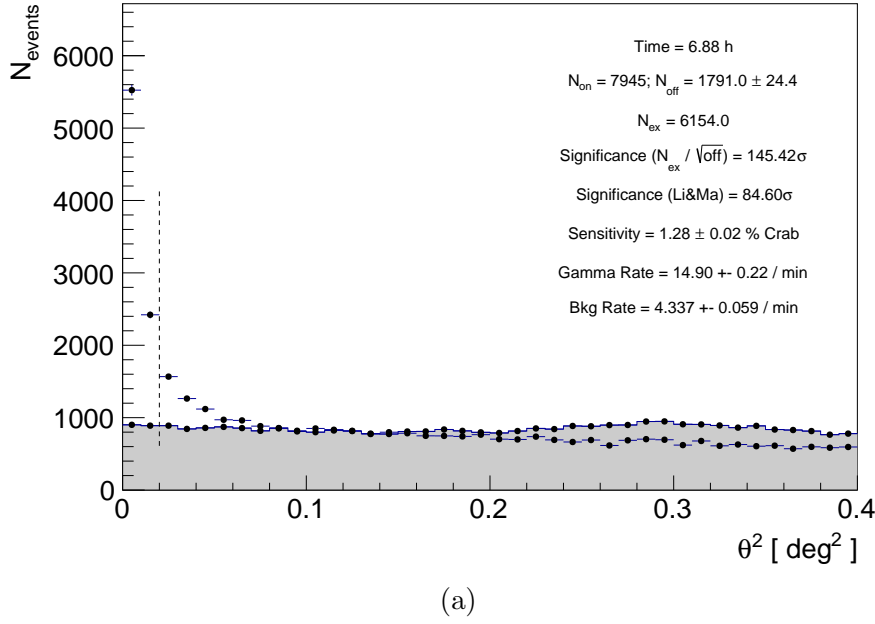 N_events
6000
5000
4000
3000
2000
1000
0
0 0.1 0.2 0.3 0.4
θ² [ deg² ]
Time = 6.88 h
N_on = 7945; N_off = 1791.0 ± 24.4
N_ex = 6154.0
Significance (N_ex / √off) = 145.42σ
Significance (Li&Ma) = 84.60σ
Sensitivity = 1.28 ± 0.02 % Crab
Gamma Rate = 14.90 +- 0.22 / min
Bkg Rate = 4.337 +- 0.059 / min
(a)